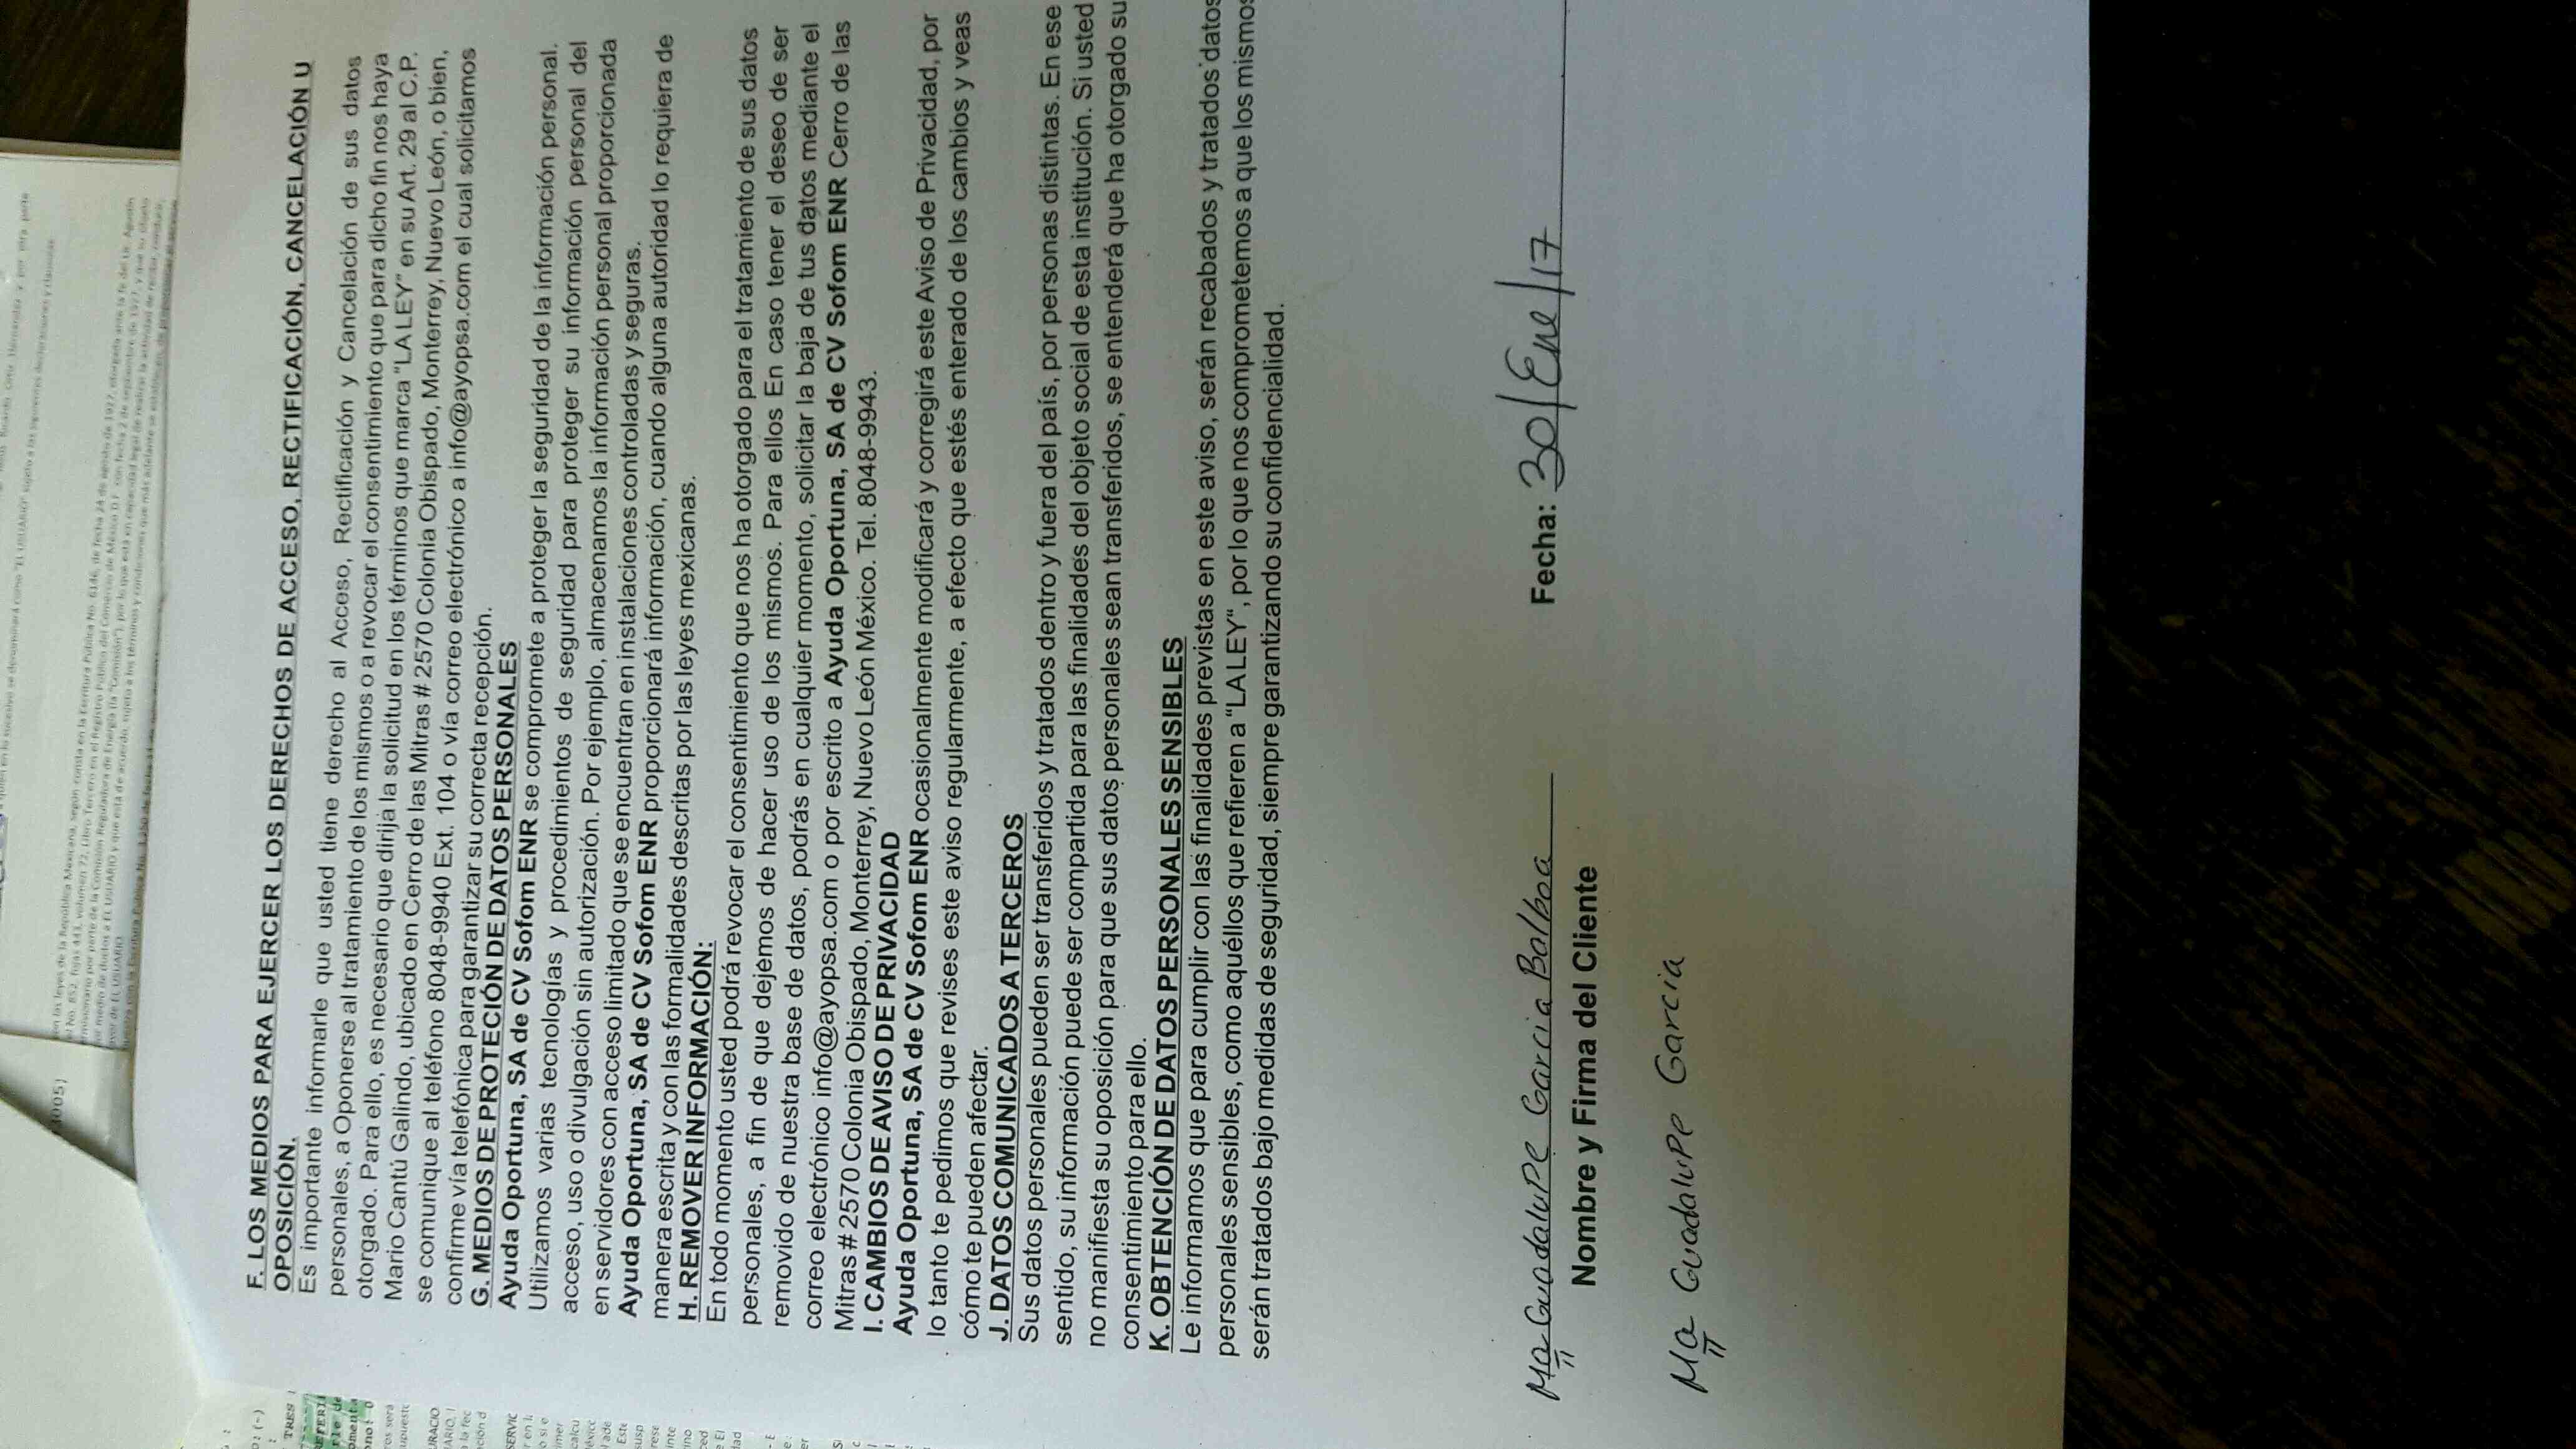 F. LOS MEDIOS PARA EJERCER LOS DERECHOS DE ACCESO, RECTIFICACIÓN, CANCELACIÓN U
OPOSICIÓN.
Es importante informarle que usted tiene derecho al Acceso, Rectificación y Cancelación de sus datos
personales, a Oponerse al tratamiento de los mismos o a revocar el consentimiento que para dicho fin nos haya
otorgado. Para ello, es necesario que dirija la solicitud en los términos que marca "LA LEY" en su Art. 29 al C.P.
Mario Cantú Galindo, ubicado en Cerro de las Mitras # 2570 Colonia Obispado, Monterrey, Nuevo León, o bien,
se comunique al teléfono 8048-9940 Ext. 104 o vía correo electrónico a info@ayopsa.com el cual solicitamos
confirme vía telefónica para garantizar su correcta recepción.
G. MEDIOS DE PROTECIÓN DE DATOS PERSONALES
Ayuda Oportuna, SA de CV Sofom ENR se compromete a proteger la seguridad de la información personal.
Utilizamos varias tecnologías y procedimientos de seguridad para proteger su información personal del
acceso, uso o divulgación sin autorización. Por ejemplo, almacenamos la información personal proporcionada
en servidores con acceso limitado que se encuentran en instalaciones controladas y seguras.
Ayuda Oportuna, SA de CV Sofom ENR proporcionará información, cuando alguna autoridad lo requiera de
manera escrita y con las formalidades descritas por las leyes mexicanas.
H. REMOVER INFORMACIÓN:
En todo momento usted podrá revocar el consentimiento que nos ha otorgado para el tratamiento de sus datos
personales, a fin de que dejemos de hacer uso de los mismos. Para ellos En caso tener el deseo de ser
removido de nuestra base de datos, podrás en cualquier momento, solicitar la baja de tus datos mediante el
correo electrónico info@ayopsa.com o por escrito a Ayuda Oportuna, SA de CV Sofom ENR Cerro de las
Mitras # 2570 Colonia Obispado, Monterrey, Nuevo León México. Tel. 8048-9943.
I. CAMBIOS DE AVISO DE PRIVACIDAD
Ayuda Oportuna, SA de CV Sofom ENR ocasionalmente modificará y corregirá este Aviso de Privacidad, por
lo tanto te pedimos que revises este aviso regularmente, a efecto que estés enterado de los cambios y veas
cómo te pueden afectar.
J. DATOS COMUNICADOS A TERCEROS
Sus datos personales pueden ser transferidos y tratados dentro y fuera del país, por personas distintas. En ese
sentido, su información puede ser compartida para las finalidades del objeto social de esta institución. Si usted
no manifiesta su oposición para que sus datos personales sean transferidos, se entenderá que ha otorgado su
consentimiento para ello.
K. OBTENCIÓN DE DATOS PERSONALES SENSIBLES
Le informamos que para cumplir con las finalidades previstas en este aviso, serán recabados y tratados datos
personales sensibles, como aquéllos que refieren a "LA LEY", por lo que nos comprometemos a que los mismos
serán tratados bajo medidas de seguridad, siempre garantizando su confidencialidad.
Ma Guadalupe Garcia Balboa
Fecha: 30/Ene/17
Nombre y Firma del Cliente
Ma Guadalupe Garcia